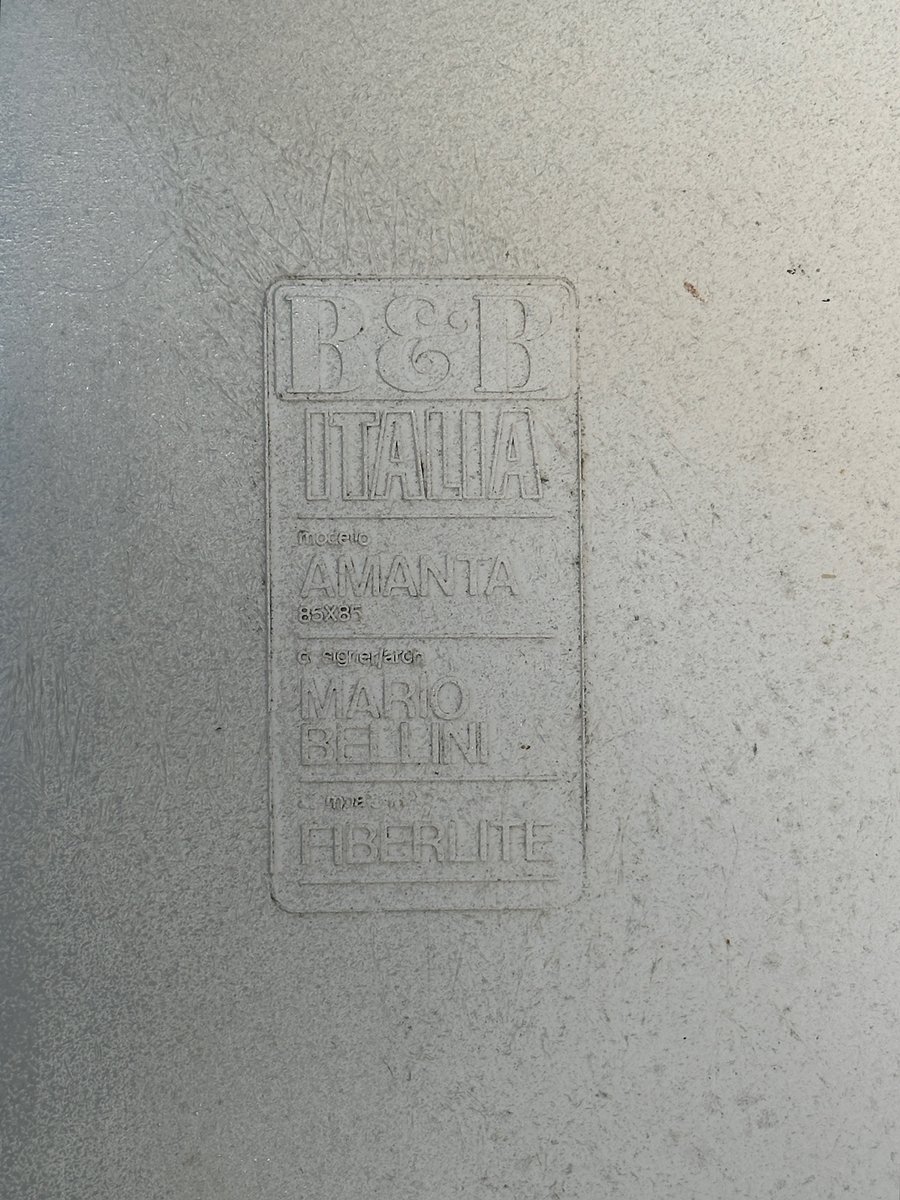 B&B
ITALIA
modello
AMANTA
85X85
designer/arch
MARIO
BELLINI
FIBERLITE